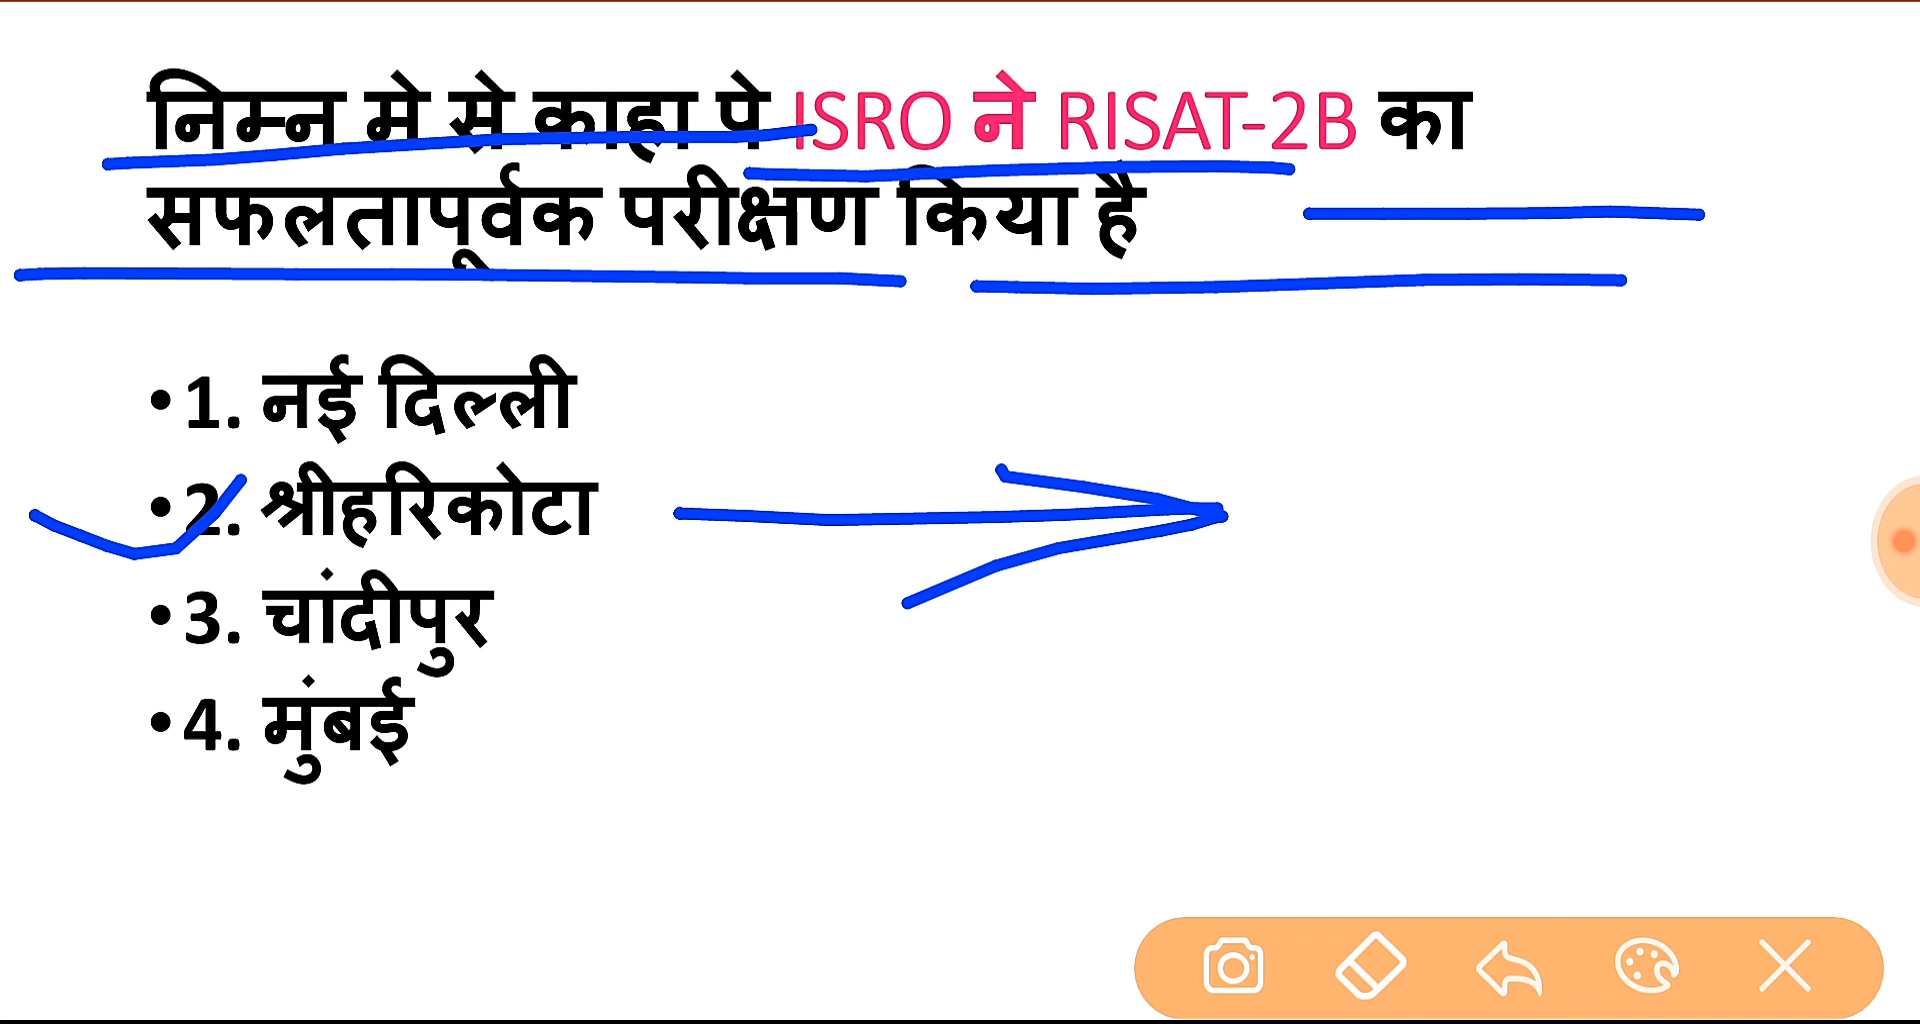 निम्न मे से काहा पे ISRO ने RISAT-2B का
सफलतापूर्वक परीक्षण किया है
•1. नई दिल्ली
•2. श्रीहरिकोटा
•3. चांदीपुर
•4. मुंबई